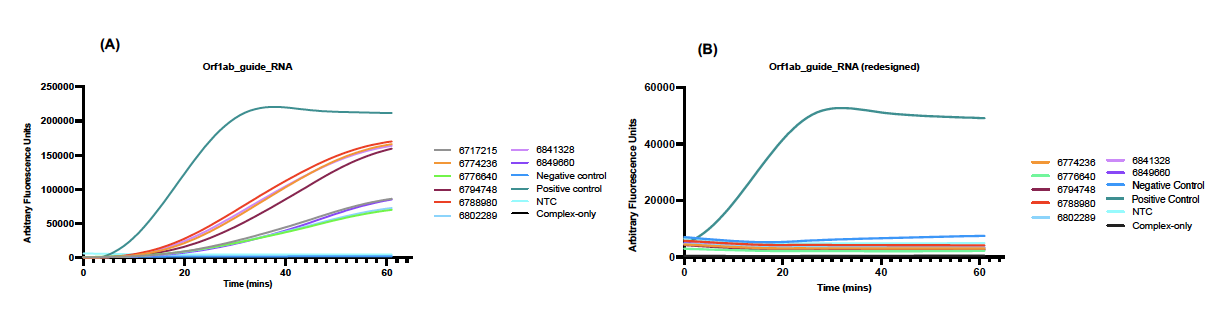 (A)
Orf1ab_guide_RNA
Arbitrary Fluorescence Units
250000
200000
150000
100000
50000
0
0
20
40
60
Time (mins)
6717215
6774236
6776640
6794748
6788980
6802289
6841328
6849660
Negative control
Positive control
NTC
Complex-only
(B)
Orf1ab_guide_RNA (redesigned)
Arbitrary Fluorescence Units
60000
40000
20000
0
0
20
40
60
Time (mins)
6774236
6776640
6794748
6788980
6802289
6841328
6849660
Negative Control
Positive Control
NTC
Complex-only